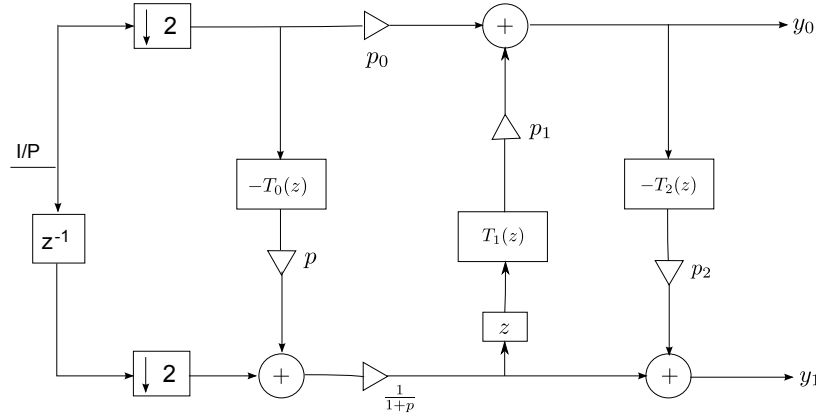 ↓ 2
y₀
p₀
I/P
p₁
−T₀(z)
−T₂(z)
z⁻¹
T₁(z)
p
p₂
z
↓ 2
1/(1+p)
y₁